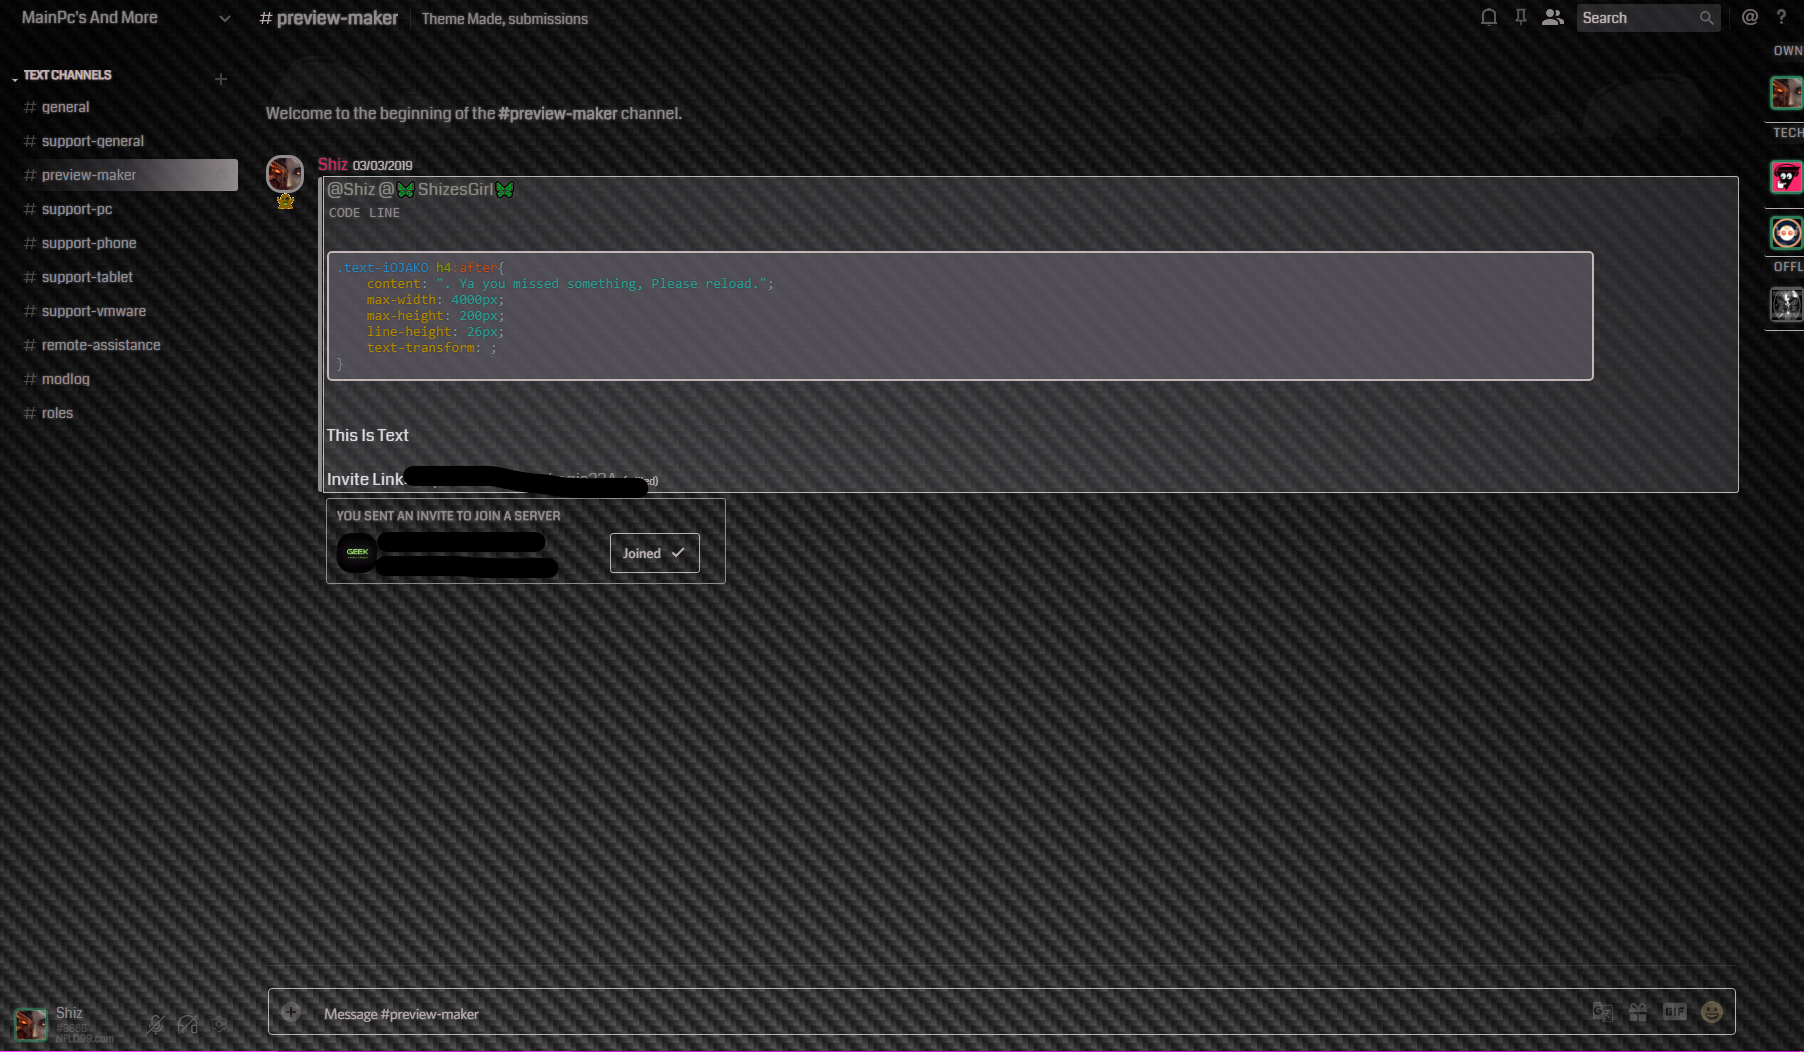 MainPc's And More
# preview-maker
Theme Made, submissions
Search
@ ?
TEXT CHANNELS
# general
# support-general
# preview-maker
# support-pc
# support-phone
# support-tablet
# support-vmware
# remote-assistance
# modlog
# roles
Welcome to the beginning of the #preview-maker channel.
Shiz 03/03/2019
@Shiz @ ShizesGirl
CODE LINE
.text-iOJAKO h4:after{
content: ". Ya you missed something, Please reload.";
max-width: 4000px;
max-height: 200px;
line-height: 26px;
text-transform: ;
}
This Is Text
Invite Link
YOU SENT AN INVITE TO JOIN A SERVER
GEEK
Joined
OWN
TECH
OFFL
Shiz
#9666
NFLD99.com
Message #preview-maker
GIF